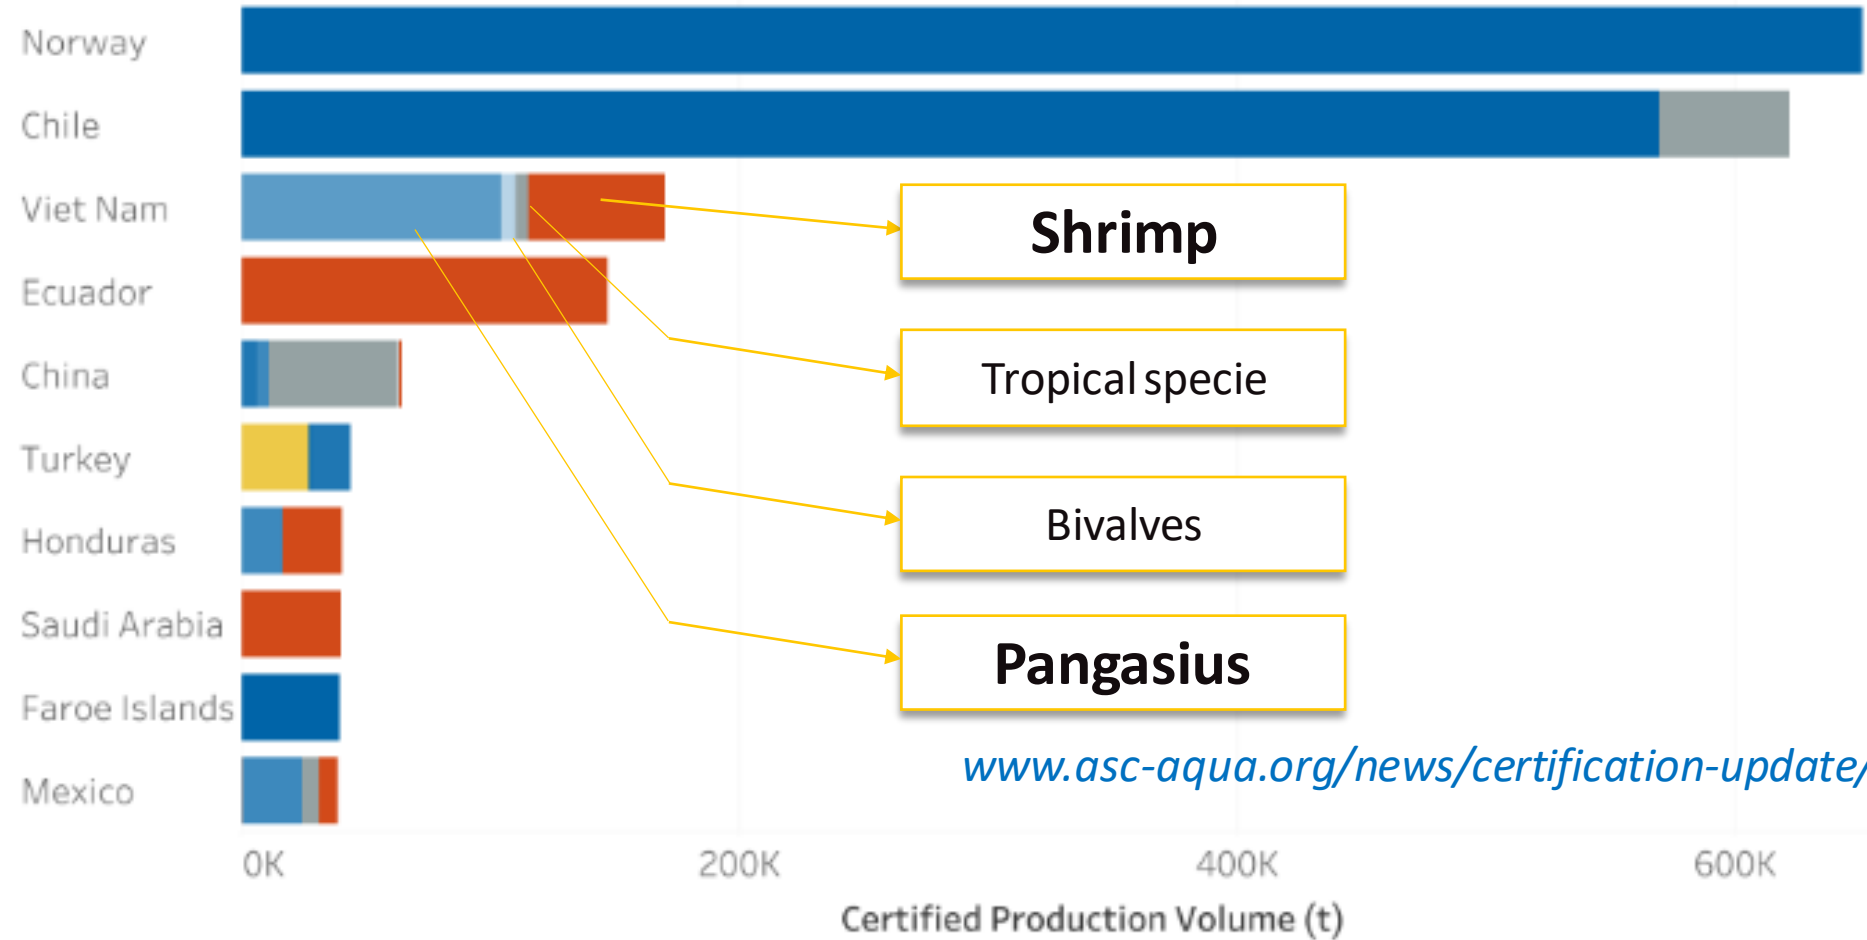 Norway
Chile
Viet Nam
Shrimp
Ecuador
China
Tropical specie
Turkey
Honduras
Bivalves
Saudi Arabia
Pangasius
Faroe Islands
www.asc-aqua.org/news/certification-update/
Mexico
0K 200K 400K 600K
Certified Production Volume (t)